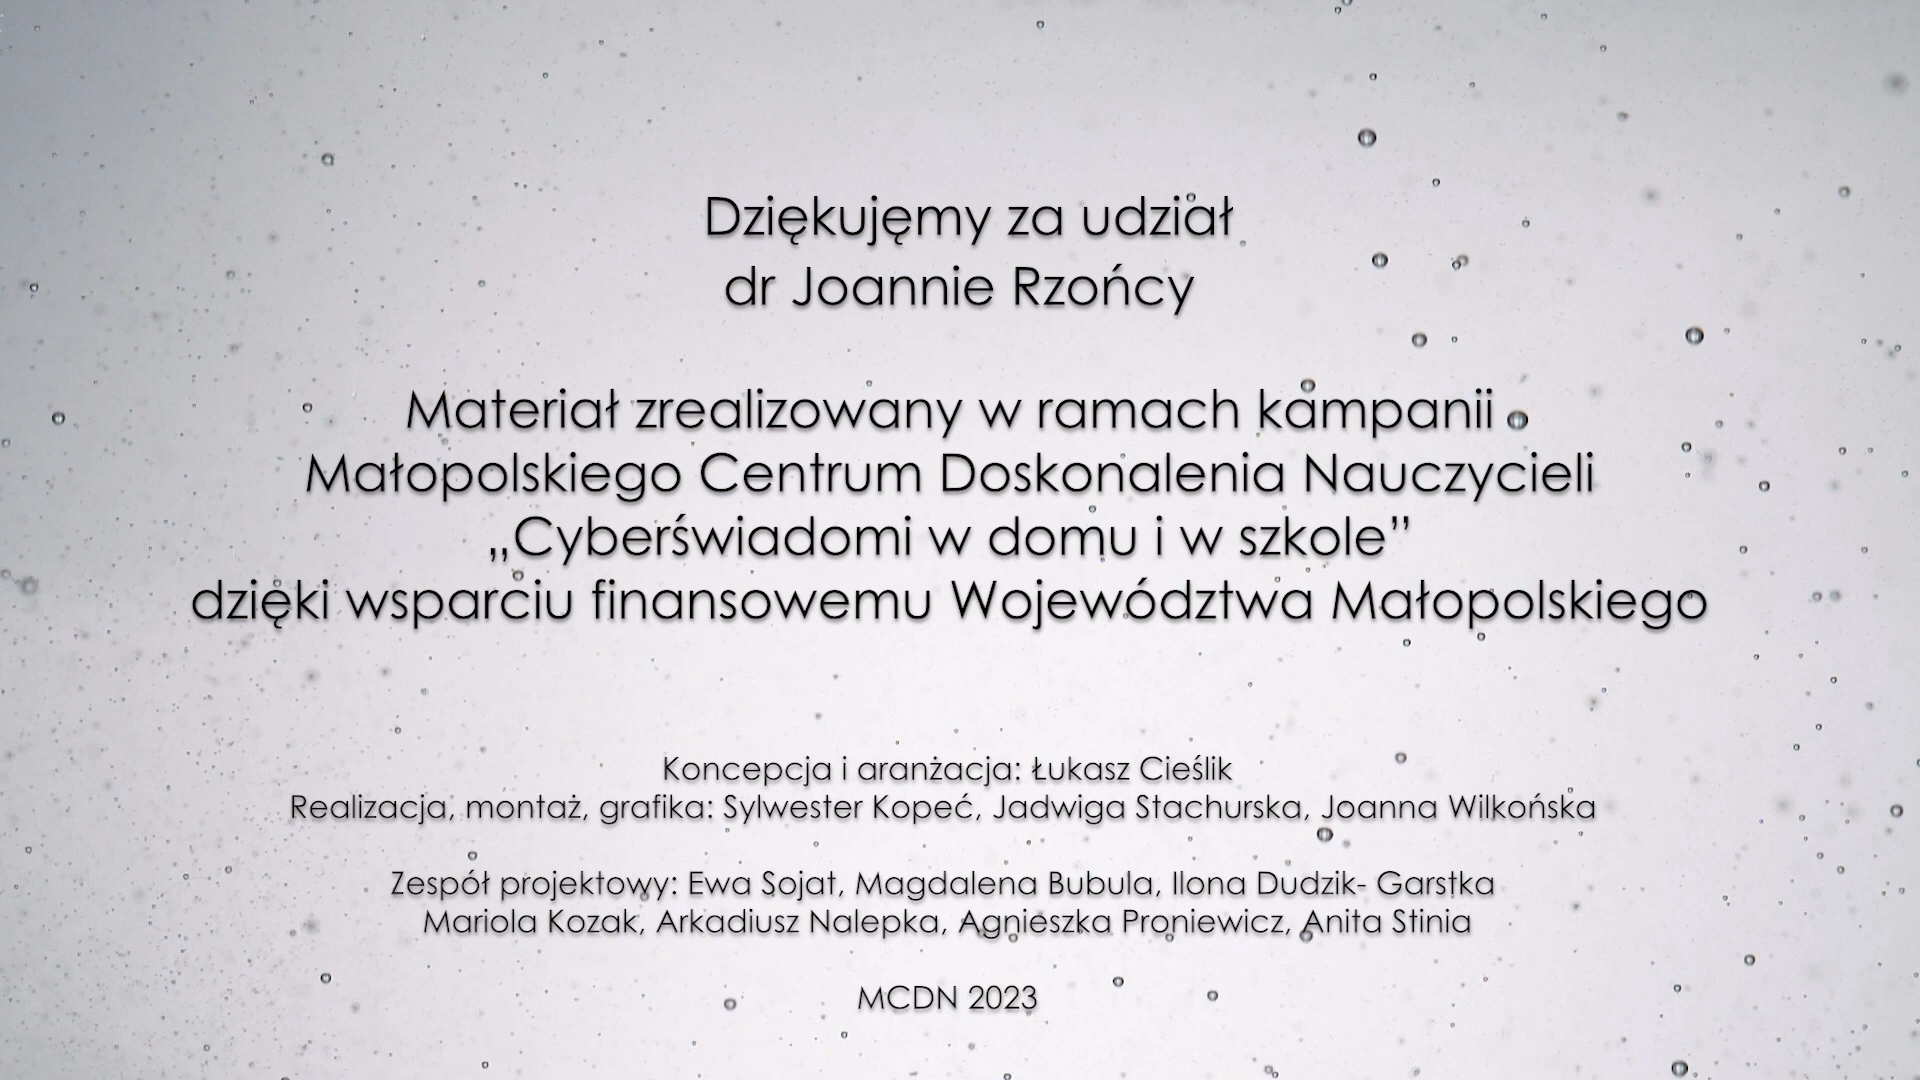 Dziękujęmy za udział
dr Joannie Rzońcy
Materiał zrealizowany w ramach kampanii
Małopolskiego Centrum Doskonalenia Nauczycieli
„Cyberświadomi w domu i w szkole”
dzięki wsparciu finansowemu Województwa Małopolskiego
Koncepcja i aranżacja: Łukasz Cieślik
Realizacja, montaż, grafika: Sylwester Kopeć, Jadwiga Stachurska, Joanna Wilkońska
Zespół projektowy: Ewa Sojat, Magdalena Bubula, Ilona Dudzik- Garstka
Mariola Kozak, Arkadiusz Nalepka, Agnieszka Proniewicz, Anita Stinia
MCDN 2023